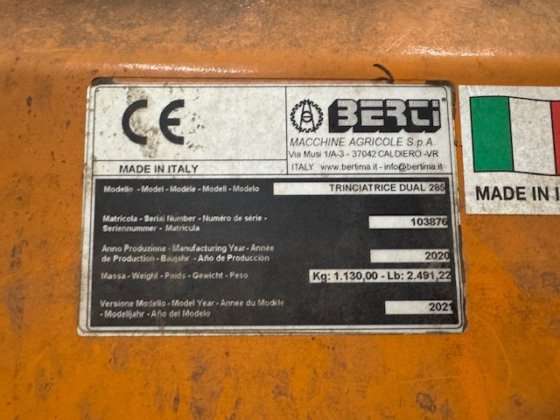 CE
BERTI
MACCHINE AGRICOLE S.p.A.
Via Musi 1/A-3 - 37042 CALDIERO -VR
ITALY www.bertima.it - info@bertima.it
MADE IN ITALY
MADE IN I
Modello - Model - Modèle - Modell - Modelo TRINCIATRICE DUAL 285
Matricola - Serial Number - Numéro de série -
Seriennummer - Matrícula 103876
Anno Produzione - Manufacturing Year - Année
de Production - Baujahr - Año de Producción 2020
Massa - Weight - Poids - Gewicht - Peso Kg: 1.130,00 - Lb: 2.491,22
Versione Modello - Model Year - Année du Modèle
- Modelljahr - Año del Modelo 2021